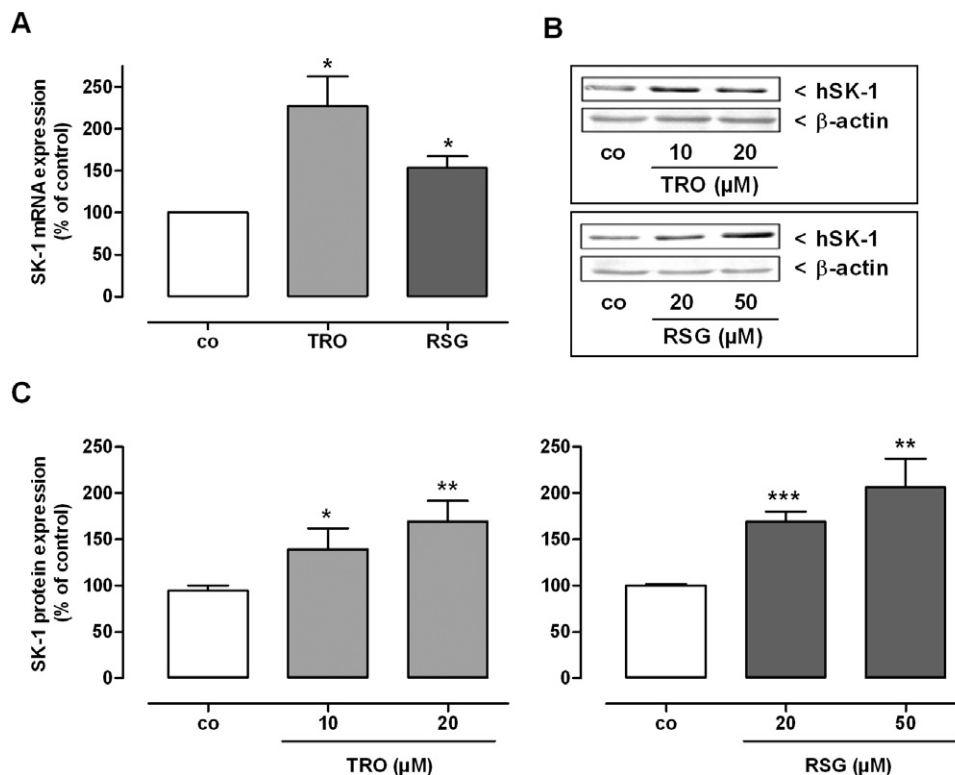 A
SK-1 mRNA expression
(% of control)
250
200
150
100
50
0
*
*
co TRO RSG
B
< hSK-1
< β-actin
co 10 20
TRO (µM)
< hSK-1
< β-actin
co 20 50
RSG (µM)
C
SK-1 protein expression
(% of control)
250
200
150
100
50
0
*
**
co 10 20
TRO (µM)
250
200
150
100
50
0
***
**
co 20 50
RSG (µM)